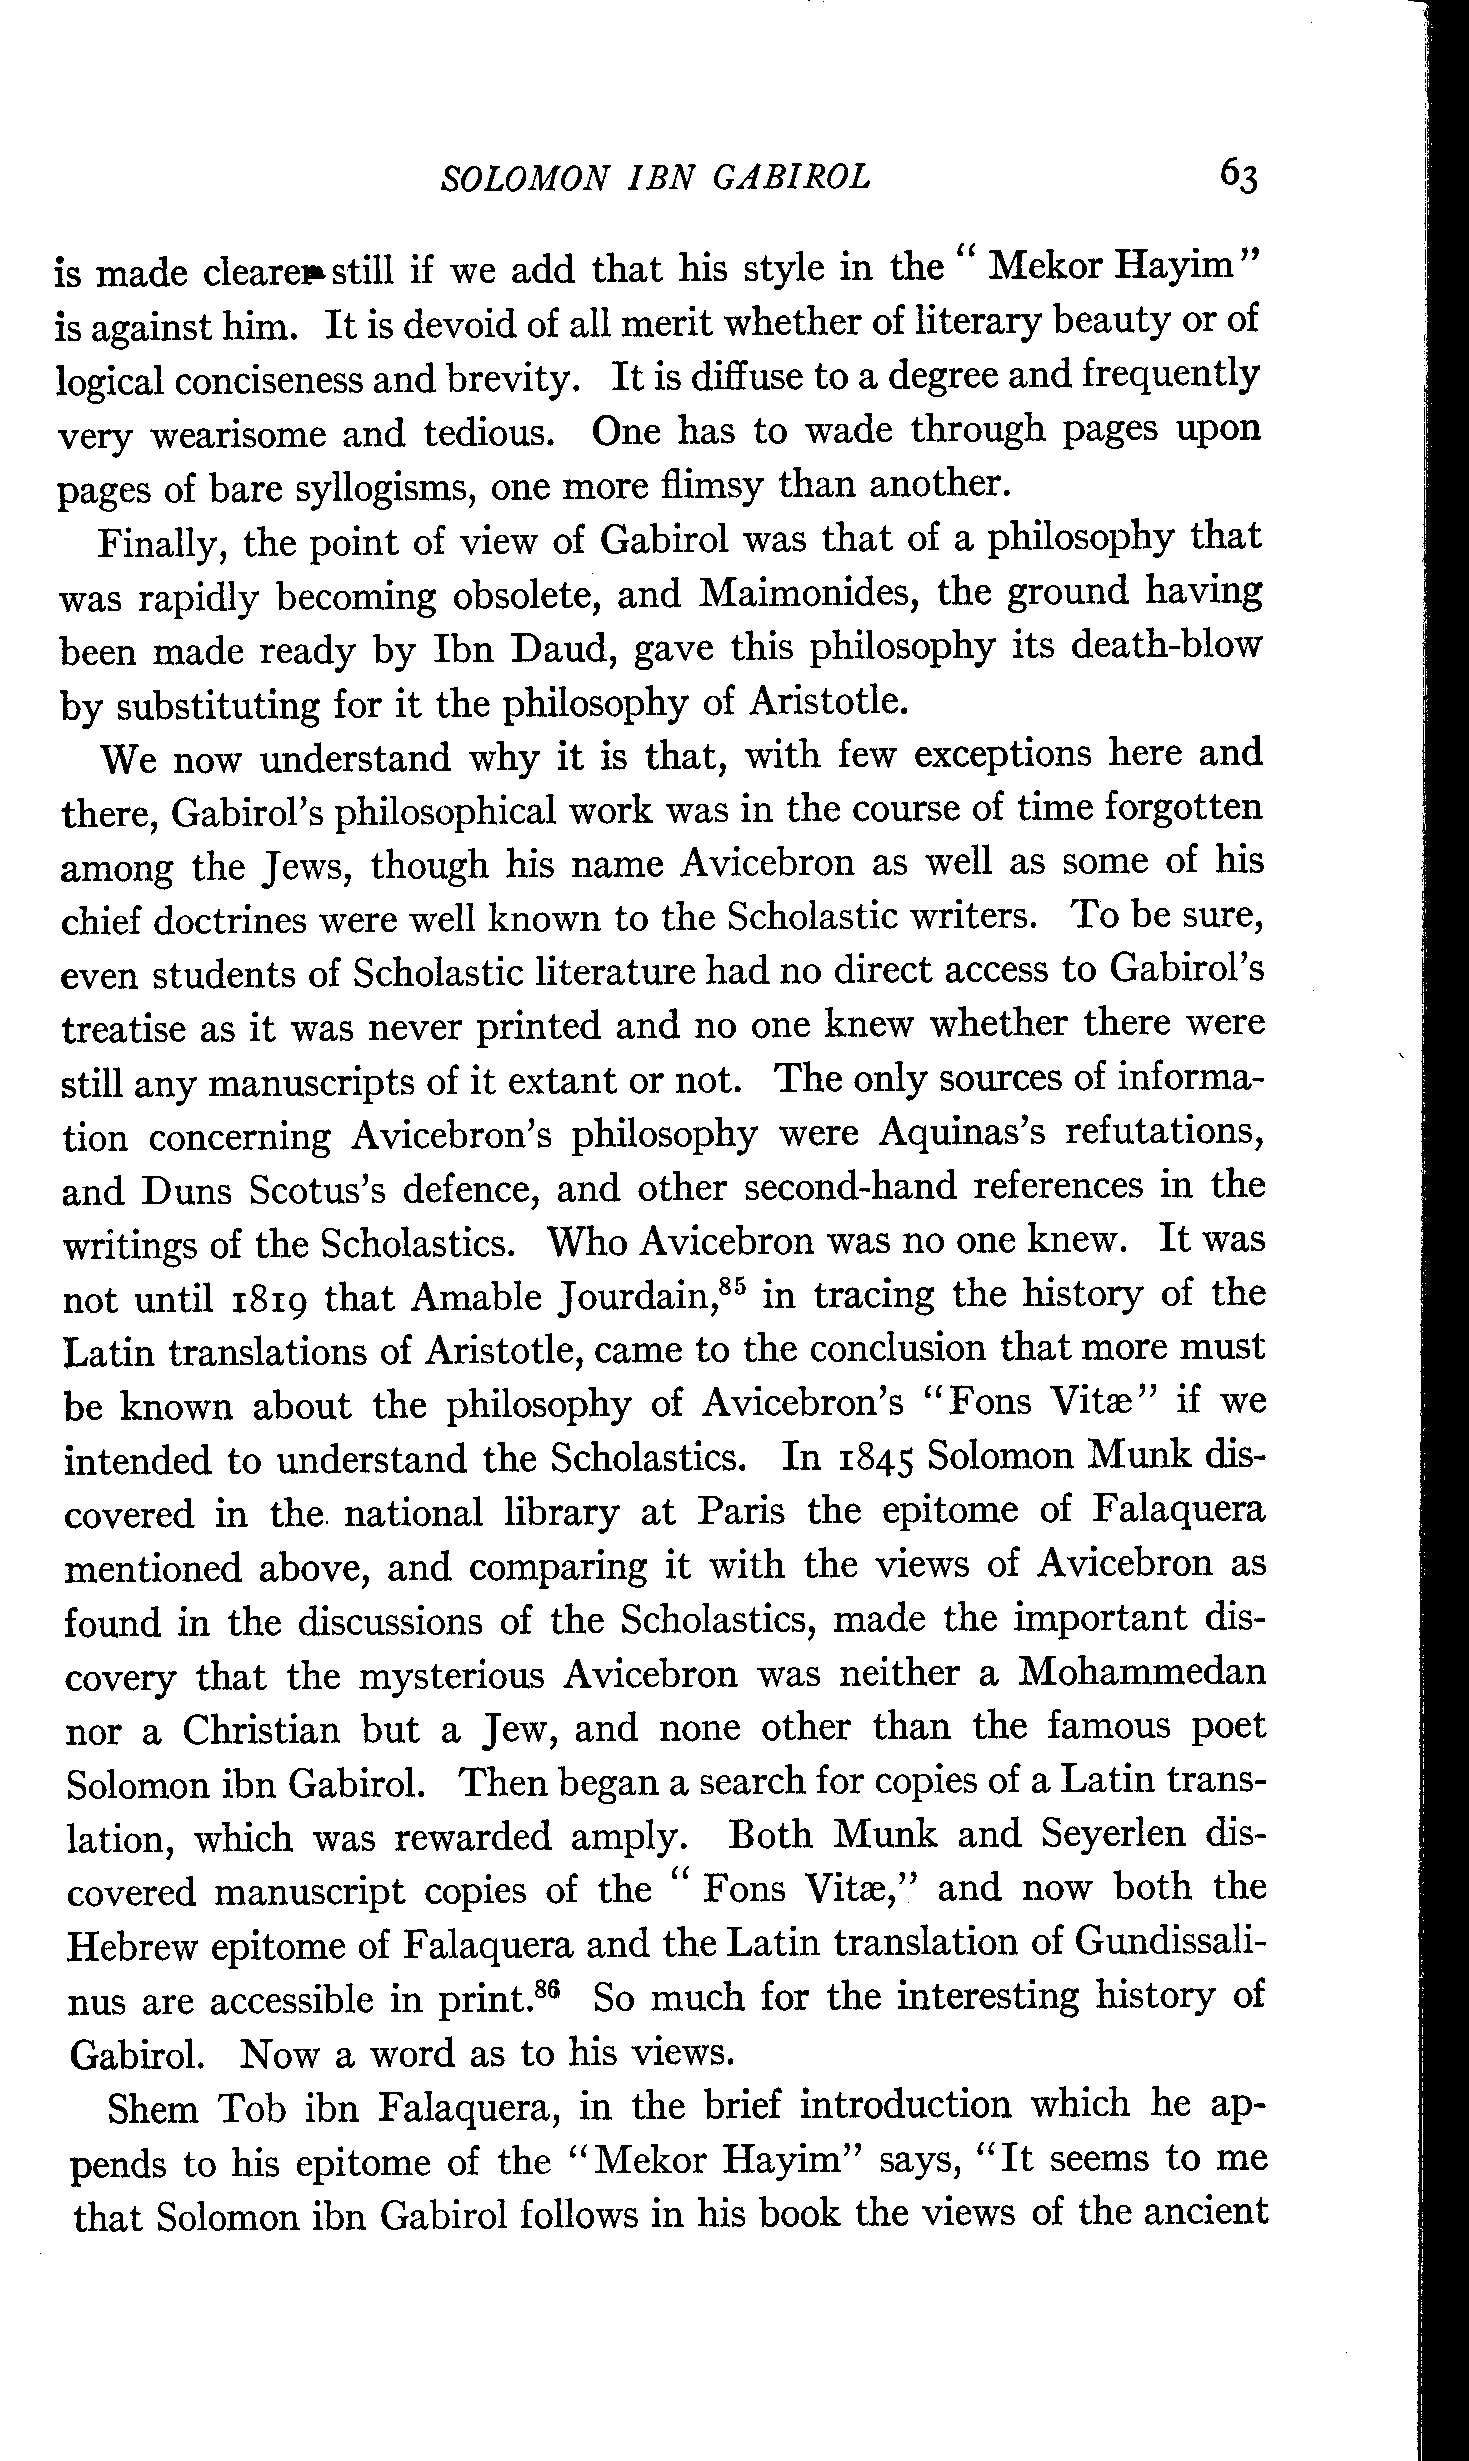 SOLOMON IBN GABIROL 63
is made clearer still if we add that his style in the “ Mekor Hayim”
is against him. It is devoid of all merit whether of literary beauty or of
logical conciseness and brevity. It is diffuse to a degree and frequently
very wearisome and tedious. One has to wade through pages upon
pages of bare syllogisms, one more flimsy than another.
Finally, the point of view of Gabirol was that of a philosophy that
was rapidly becoming obsolete, and Maimonides, the ground having
been made ready by Ibn Daud, gave this philosophy its death-blow
by substituting for it the philosophy of Aristotle.
We now understand why it is that, with few exceptions here and
there, Gabirol's philosophical work was in the course of time forgotten
among the Jews, though his name Avicebron as well as some of his
chief doctrines were well known to the Scholastic writers. To be sure,
even students of Scholastic literature had no direct access to Gabirol's
treatise as it was never printed and no one knew whether there were
still any manuscripts of it extant or not. The only sources of informa-
tion concerning Avicebron's philosophy were Aquinas's refutations,
and Duns Scotus's defence, and other second-hand references in the
writings of the Scholastics. Who Avicebron was no one knew. It was
not until 1819 that Amable Jourdain,⁸⁵ in tracing the history of the
Latin translations of Aristotle, came to the conclusion that more must
be known about the philosophy of Avicebron's “Fons Vitæ” if we
intended to understand the Scholastics. In 1845 Solomon Munk dis-
covered in the national library at Paris the epitome of Falaquera
mentioned above, and comparing it with the views of Avicebron as
found in the discussions of the Scholastics, made the important dis-
covery that the mysterious Avicebron was neither a Mohammedan
nor a Christian but a Jew, and none other than the famous poet
Solomon ibn Gabirol. Then began a search for copies of a Latin trans-
lation, which was rewarded amply. Both Munk and Seyerlen dis-
covered manuscript copies of the “ Fons Vitæ,” and now both the
Hebrew epitome of Falaquera and the Latin translation of Gundissali-
nus are accessible in print.⁸⁶ So much for the interesting history of
Gabirol. Now a word as to his views.
Shem Tob ibn Falaquera, in the brief introduction which he ap-
pends to his epitome of the “Mekor Hayim” says, “It seems to me
that Solomon ibn Gabirol follows in his book the views of the ancient